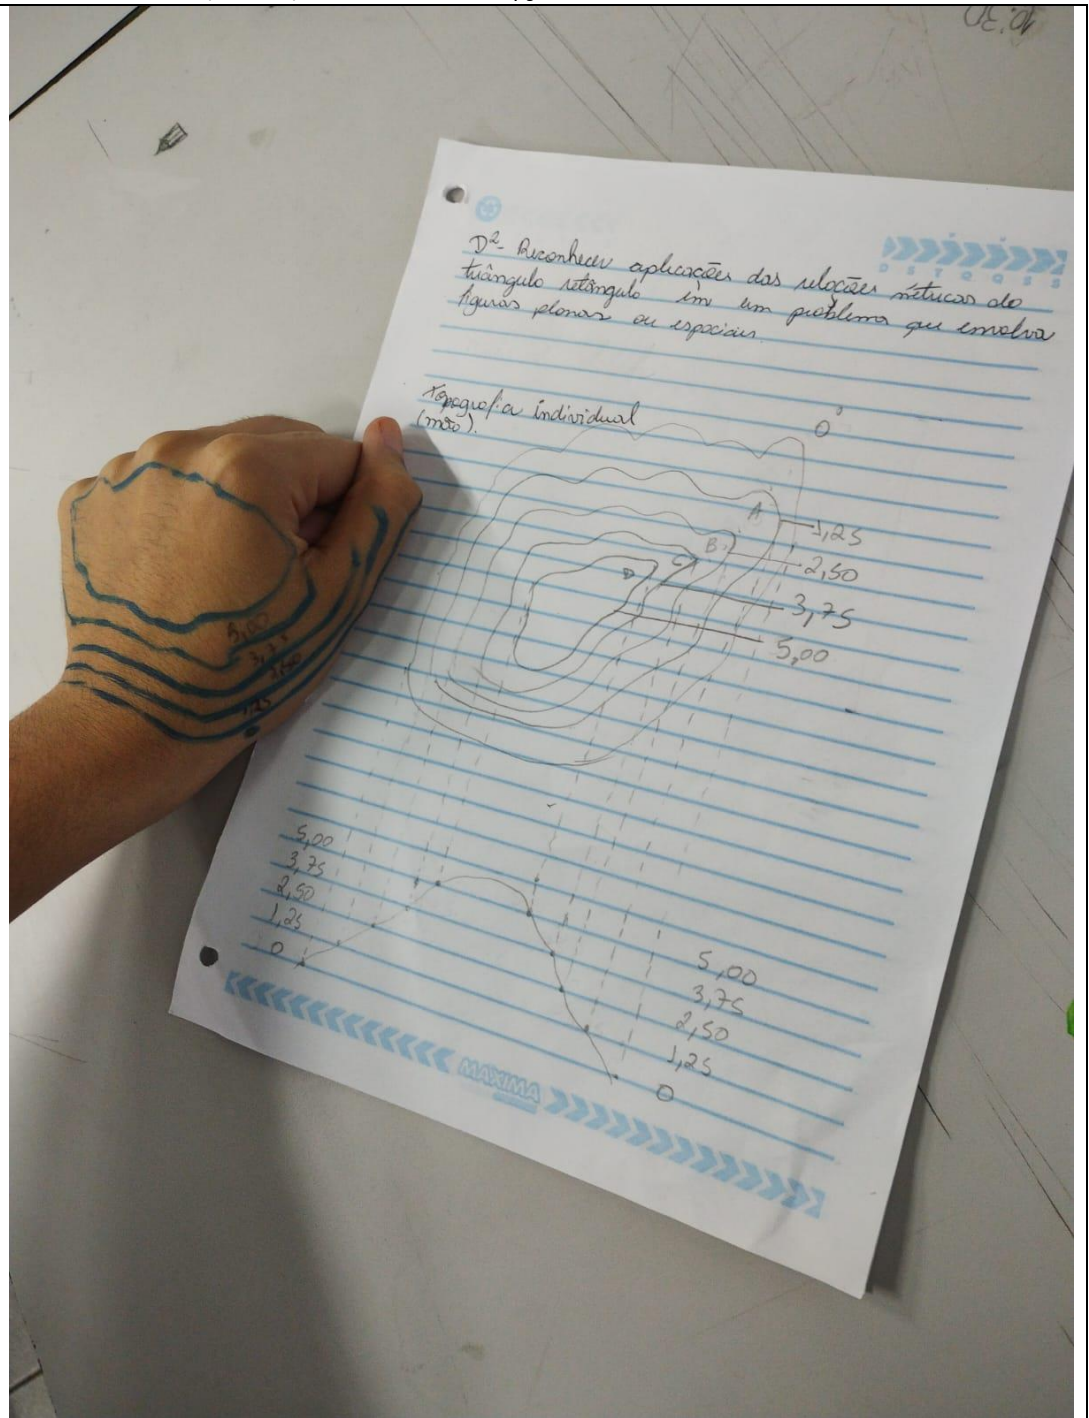 10:30
D S T Q Q S S
D²- Reconhecer aplicações das relações métricas do
triângulo retângulo em um problema que envolva
figuras planas ou espaciais.
Topografia individual
(mão).
0
A
1,25
B
2,50
C
3,75
D
5,00
5,00
3,75
2,50
1,25
5,00
3,75
2,50
1,25
0
5,00
3,75
2,50
1,25
0
MAXIMA